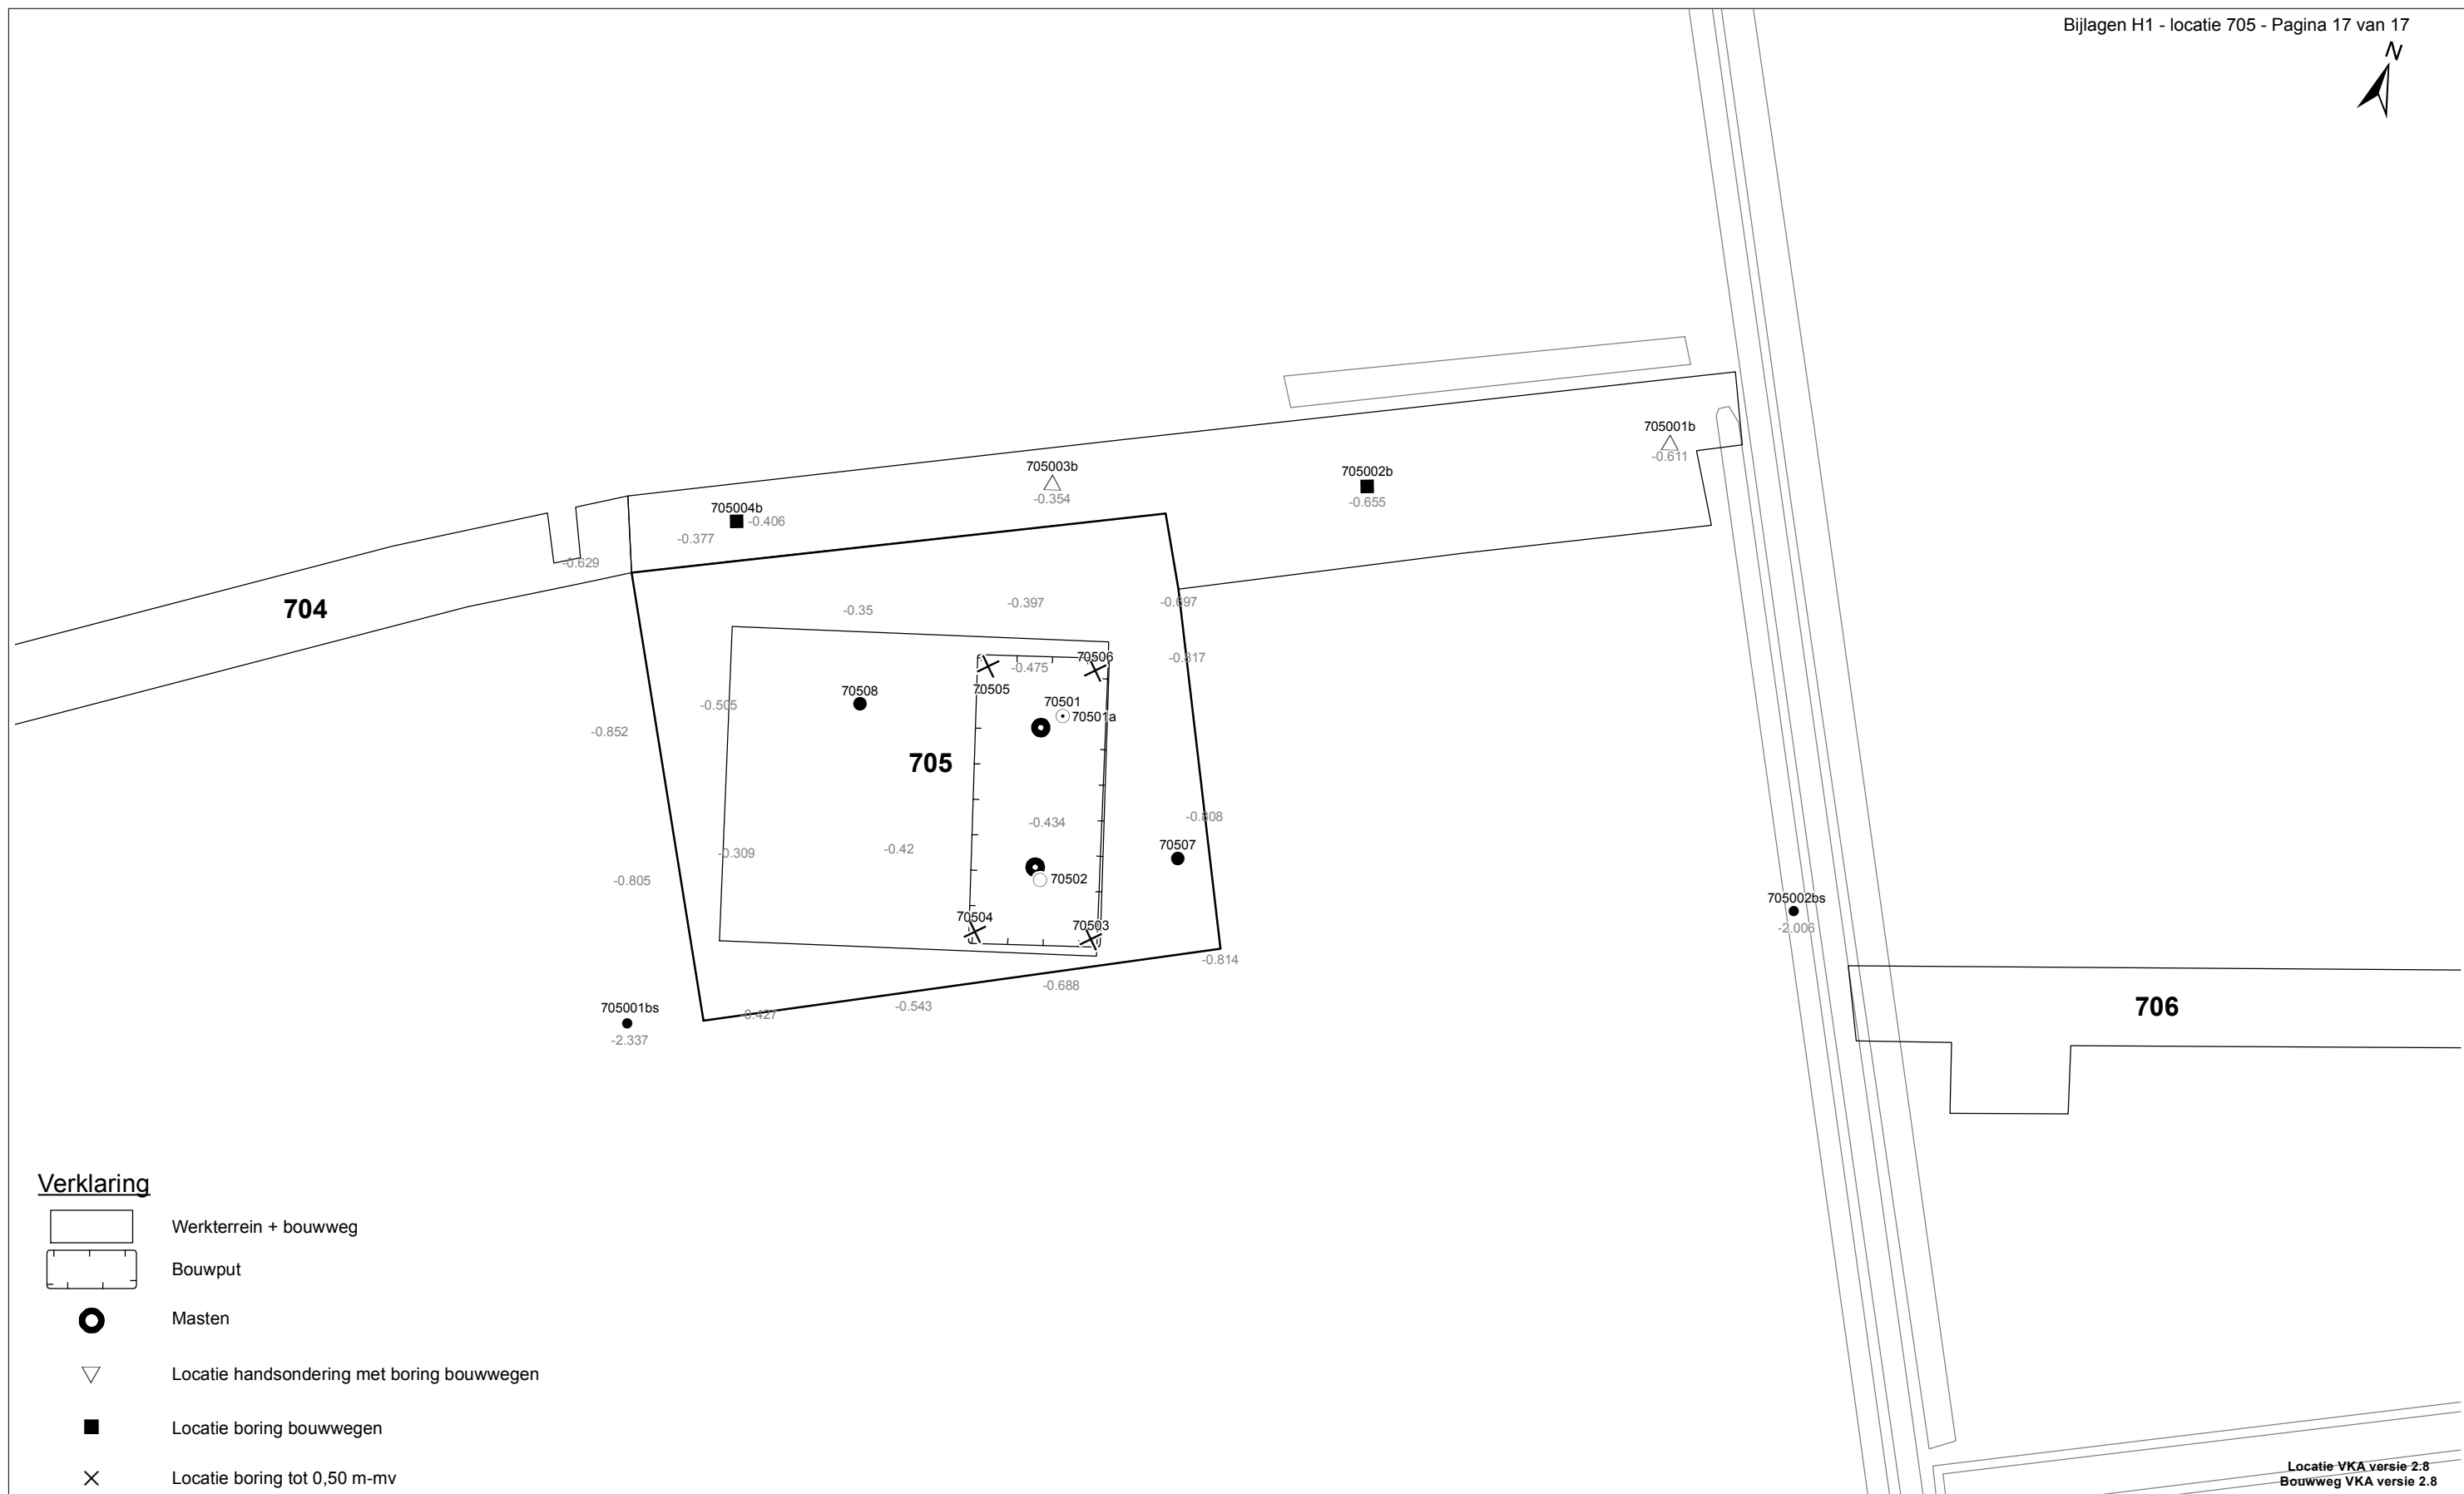 Bijlagen H1 - locatie 705 - Pagina 17 van 17
N
705001b
-0.611
705003b
-0.354
705002b
-0.655
705004b
-0.406
-0.377
-0.629
704
-0.35
-0.397
-0.697
70506
-0.817
-0.475
70505
70508
70501
70501a
-0.505
-0.852
705
-0.434
-0.808
70507
-0.309
-0.42
-0.805
70502
705002bs
-2.006
70504
70503
-0.814
-0.688
-0.543
-0.427
705001bs
-2.337
706
Verklaring
Werkterrein + bouwweg
Bouwput
Masten
Locatie handsondering met boring bouwwegen
Locatie boring bouwwegen
Locatie boring tot 0,50 m-mv
Locatie VKA versie 2.8
Bouwweg VKA versie 2.8